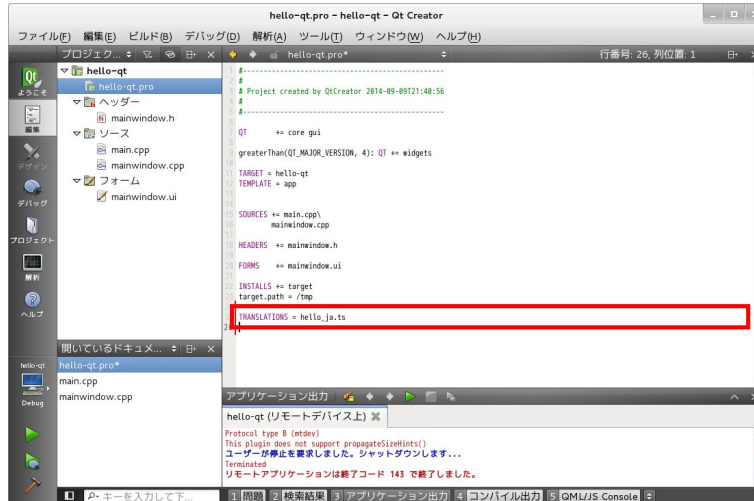 hello-qt.pro - hello-qt - Qt Creator
ファイル(F) 編集(E) ビルド(B) デバッグ(D) 解析(A) ツール(T) ウィンドウ(W) ヘルプ(H)
プロジェク...
hello-qt.pro*
行番号: 26, 列位置: 1
ようこそ
編集
デザイン
デバッグ
プロジェクト
解析
ヘルプ
hello-qt
Debug
hello-qt
hello-qt.pro
ヘッダー
mainwindow.h
ソース
main.cpp
mainwindow.cpp
フォーム
mainwindow.ui
開いているドキュメ...
hello-qt.pro*
main.cpp
mainwindow.cpp
#-------------------------------------------------
#
# Project created by QtCreator 2014-09-09T21:40:56
#
#-------------------------------------------------
QT += core gui
greaterThan(QT_MAJOR_VERSION, 4): QT += widgets
TARGET = hello-qt
TEMPLATE = app
SOURCES += main.cpp\
mainwindow.cpp
HEADERS += mainwindow.h
FORMS += mainwindow.ui
INSTALLS += target
target.path = /tmp
TRANSLATIONS = hello_ja.ts
アプリケーション出力
hello-qt (リモートデバイス上)
Protocol type B (mtdev)
This plugin does not support propagateSizeHints()
ユーザーが停止を要求しました。シャットダウンします...
Terminated
リモートアプリケーションは終了コード 143 で終了しました。
キーを入力して下...
1 問題 2 検索結果 3 アプリケーション出力 4 コンパイル出力 5 QML/JS Console